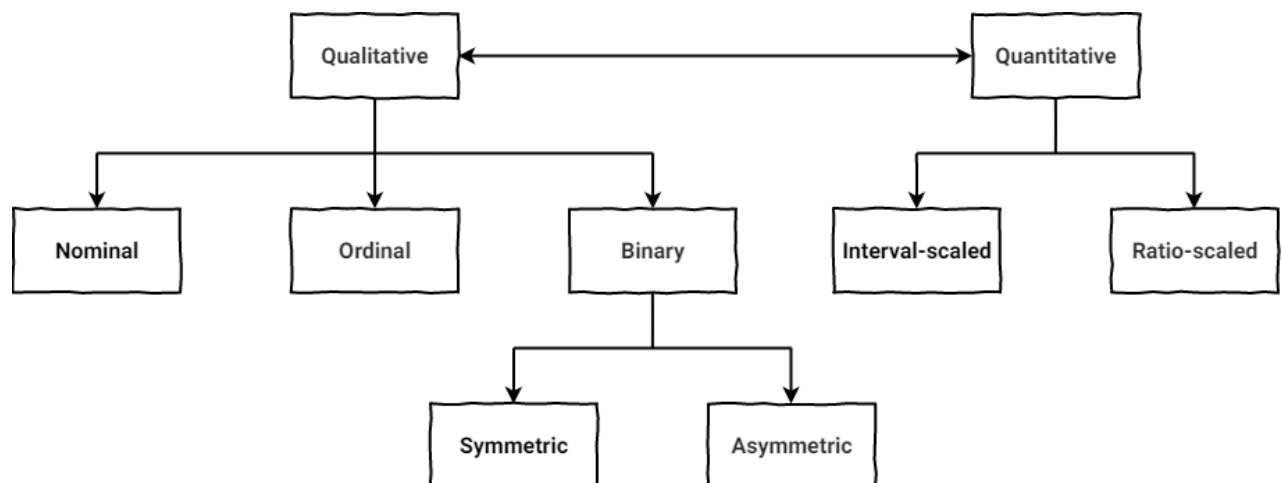 Qualitative
Quantitative
Nominal
Ordinal
Binary
Interval-scaled
Ratio-scaled
Symmetric
Asymmetric